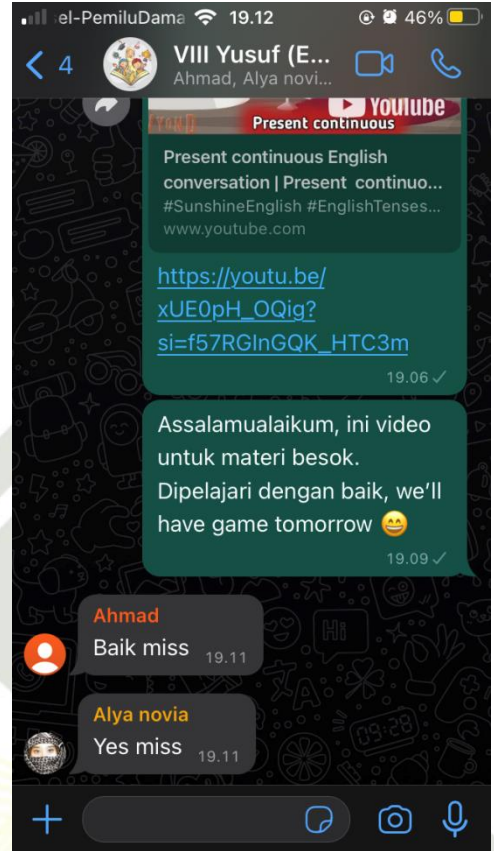 el-PemiluDama 19.12 46%
4 VIII Yusuf (E...
Ahmad, Alya novi...
YouTube
Present continuous
Present continuous English
conversation | Present continuo...
#SunshineEnglish #EnglishTenses...
www.youtube.com
https://youtu.be/
xUE0pH_OQig?
si=f57RGlnGQK_HTC3m
19.06
Assalamualaikum, ini video
untuk materi besok.
Dipelajari dengan baik, we’ll
have game tomorrow 😄
19.09
Ahmad
Baik miss 19.11
Alya novia
Yes miss 19.11